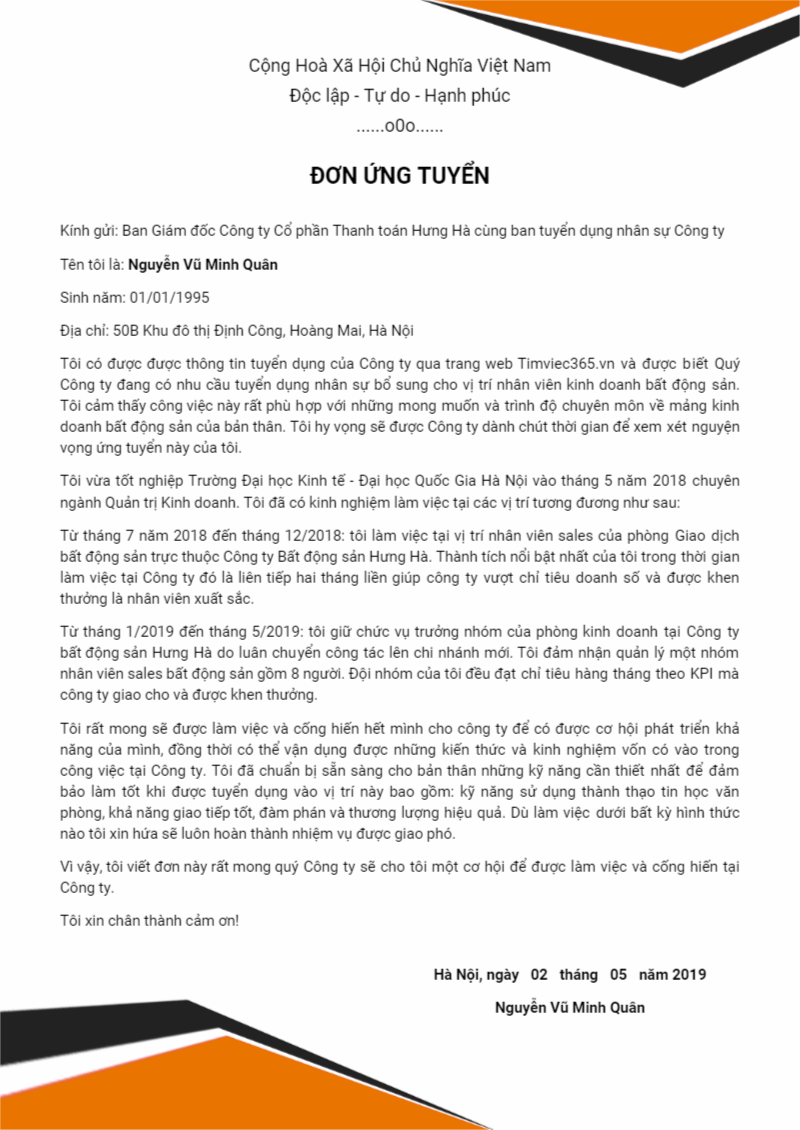 Cộng Hoà Xã Hội Chủ Nghĩa Việt Nam
Độc lập - Tự do - Hạnh phúc
......o0o......
ĐƠN ỨNG TUYỂN
Kính gửi: Ban Giám đốc Công ty Cổ phần Thanh toán Hưng Hà cùng ban tuyển dụng nhân sự Công ty
Tên tôi là: Nguyễn Vũ Minh Quân
Sinh năm: 01/01/1995
Địa chỉ: 50B Khu đô thị Định Công, Hoàng Mai, Hà Nội
Tôi có được được thông tin tuyển dụng của Công ty qua trang web Timviec365.vn và được biết Quý
Công ty đang có nhu cầu tuyển dụng nhân sự bổ sung cho vị trí nhân viên kinh doanh bất động sản.
Tôi cảm thấy công việc này rất phù hợp với những mong muốn và trình độ chuyên môn về mảng kinh
doanh bất động sản của bản thân. Tôi hy vọng sẽ được Công ty dành chút thời gian để xem xét nguyện
vọng ứng tuyển này của tôi.
Tôi vừa tốt nghiệp Trường Đại học Kinh tế - Đại học Quốc Gia Hà Nội vào tháng 5 năm 2018 chuyên
ngành Quản trị Kinh doanh. Tôi đã có kinh nghiệm làm việc tại các vị trí tương đương như sau:
Từ tháng 7 năm 2018 đến tháng 12/2018: tôi làm việc tại vị trí nhân viên sales của phòng Giao dịch
bất động sản trực thuộc Công ty Bất động sản Hưng Hà. Thành tích nổi bật nhất của tôi trong thời gian
làm việc tại Công ty đó là liên tiếp hai tháng liền giúp công ty vượt chỉ tiêu doanh số và được khen
thưởng là nhân viên xuất sắc.
Từ tháng 1/2019 đến tháng 5/2019: tôi giữ chức vụ trưởng nhóm của phòng kinh doanh tại Công ty
bất động sản Hưng Hà do luân chuyển công tác lên chi nhánh mới. Tôi đảm nhận quản lý một nhóm
nhân viên sales bất động sản gồm 8 người. Đội nhóm của tôi đều đạt chỉ tiêu hàng tháng theo KPI mà
công ty giao cho và được khen thưởng.
Tôi rất mong sẽ được làm việc và cống hiến hết mình cho công ty để có được cơ hội phát triển khả
năng của mình, đồng thời có thể vận dụng được những kiến thức và kinh nghiệm vốn có vào trong
công việc tại Công ty. Tôi đã chuẩn bị sẵn sàng cho bản thân những kỹ năng cần thiết nhất để đảm
bảo làm tốt khi được tuyển dụng vào vị trí này bao gồm: kỹ năng sử dụng thành thạo tin học văn
phòng, khả năng giao tiếp tốt, đàm phán và thương lượng hiệu quả. Dù làm việc dưới bất kỳ hình thức
nào tôi xin hứa sẽ luôn hoàn thành nhiệm vụ được giao phó.
Vì vậy, tôi viết đơn này rất mong quý Công ty sẽ cho tôi một cơ hội để được làm việc và cống hiến tại
Công ty.
Tôi xin chân thành cảm ơn!
Hà Nội, ngày 02 tháng 05 năm 2019
Nguyễn Vũ Minh Quân